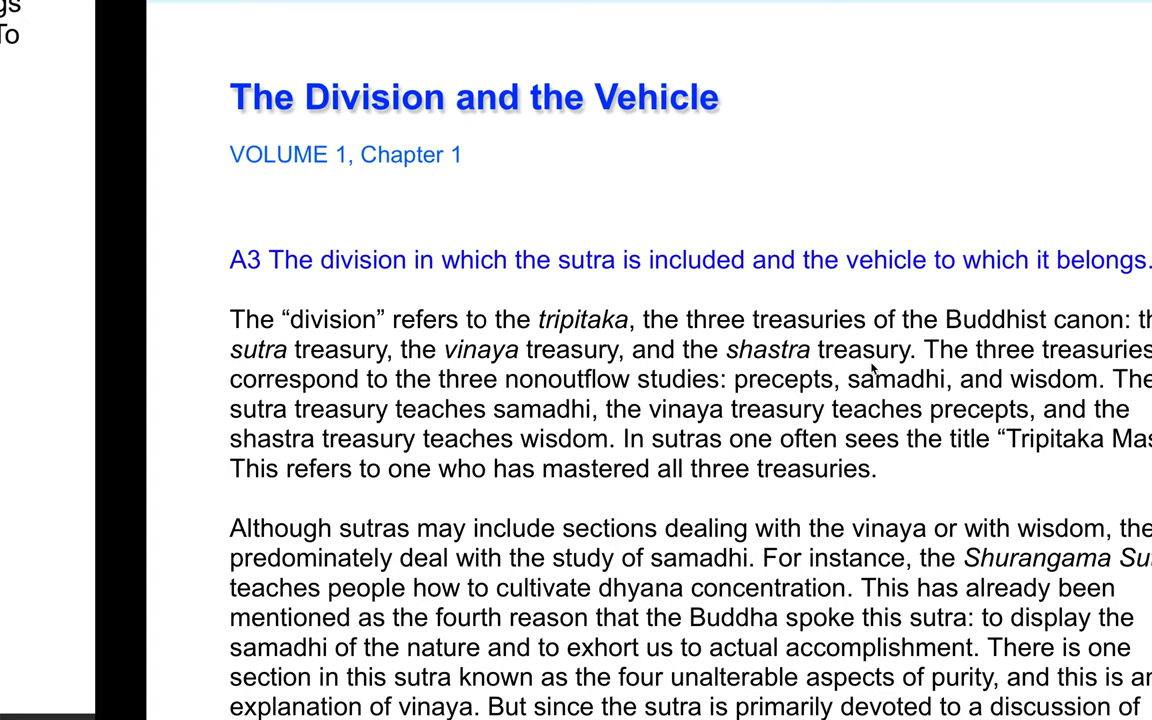 gs
To
The Division and the Vehicle
VOLUME 1, Chapter 1
A3 The division in which the sutra is included and the vehicle to which it belongs.
The “division” refers to the tripitaka, the three treasuries of the Buddhist canon:
sutra treasury, the vinaya treasury, and the shastra treasury. The three treasuries
correspond to the three nonoutflow studies: precepts, samadhi, and wisdom. The
sutra treasury teaches samadhi, the vinaya treasury teaches precepts, and the
shastra treasury teaches wisdom. In sutras one often sees the title “Tripitaka
This refers to one who has mastered all three treasuries.
Although sutras may include sections dealing with the vinaya or with wisdom,
predominately deal with the study of samadhi. For instance, the Shurangama
teaches people how to cultivate dhyana concentration. This has already been
mentioned as the fourth reason that the Buddha spoke this sutra: to display the
samadhi of the nature and to exhort us to actual accomplishment. There is one
section in this sutra known as the four unalterable aspects of purity, and this is
explanation of vinaya. But since the sutra is primarily devoted to a discussion of